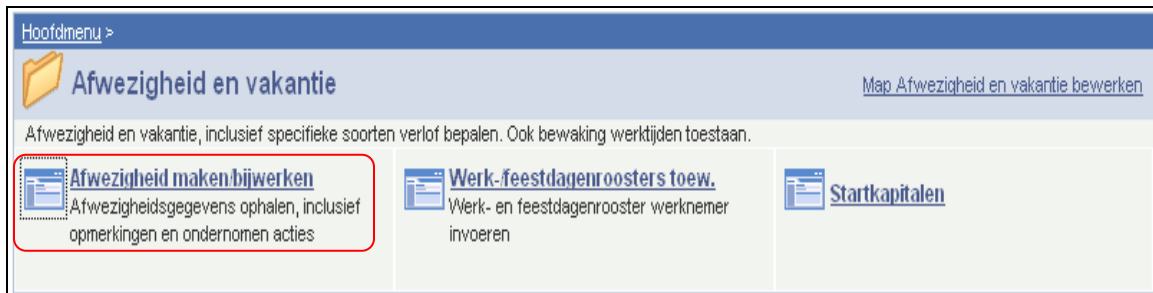 Hoofdmenu >
Afwezigheid en vakantie
Map Afwezigheid en vakantie bewerken
Afwezigheid en vakantie, inclusief specifieke soorten verlof bepalen. Ook bewaking werktijden toestaan.
Afwezigheid maken/bijwerken
Afwezigheidsgegevens ophalen, inclusief
opmerkingen en ondernomen acties
Werk-/feestdagenroosters toew.
Werk- en feestdagenrooster werknemer
invoeren
Startkapitalen